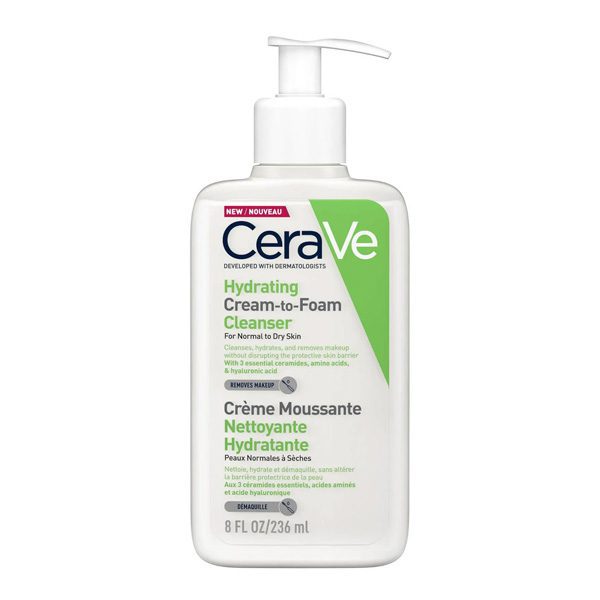 NEW / NOUVEAU
CeraVe
DEVELOPED WITH DERMATOLOGISTS
Hydrating
Cream-to-Foam
Cleanser
For Normal to Dry Skin
Cleanses, hydrates, and removes makeup
without disrupting the protective skin barrier
With 3 essential ceramides, amino acids,
& hyaluronic acid
REMOVES MAKEUP
Crème Moussante
Nettoyante
Hydratante
Peaux Normales à Sèches
Nettoie, hydrate et démaquille, sans altérer
la barrière protectrice de la peau
Aux 3 céramides essentiels, acides aminés
et acide hyaluronique
DÉMAQUILLE
8 FL OZ/236 ml